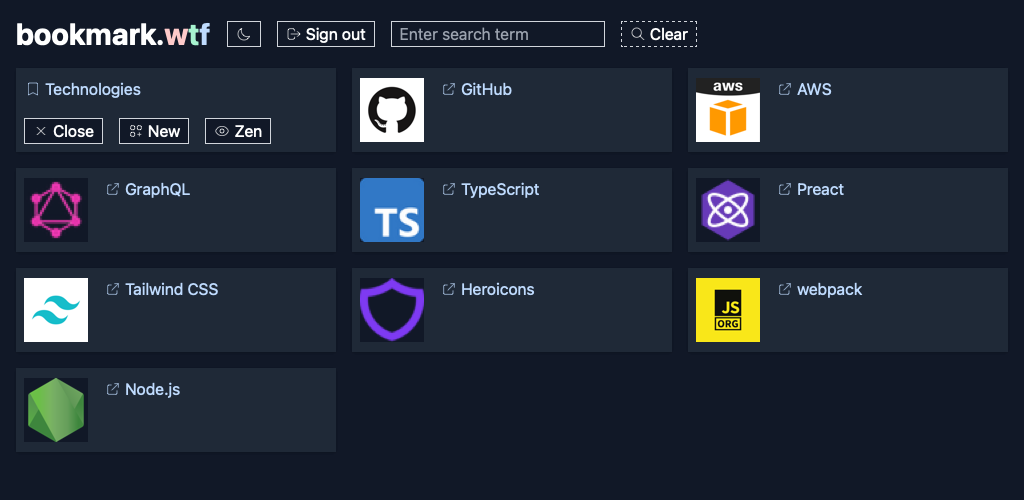 bookmark.wtf Sign out Enter search term Clear
Technologies
Close New Zen
GitHub
aws
AWS
GraphQL
TS
TypeScript
Preact
Tailwind CSS
Heroicons
JS
ORG
webpack
Node.js